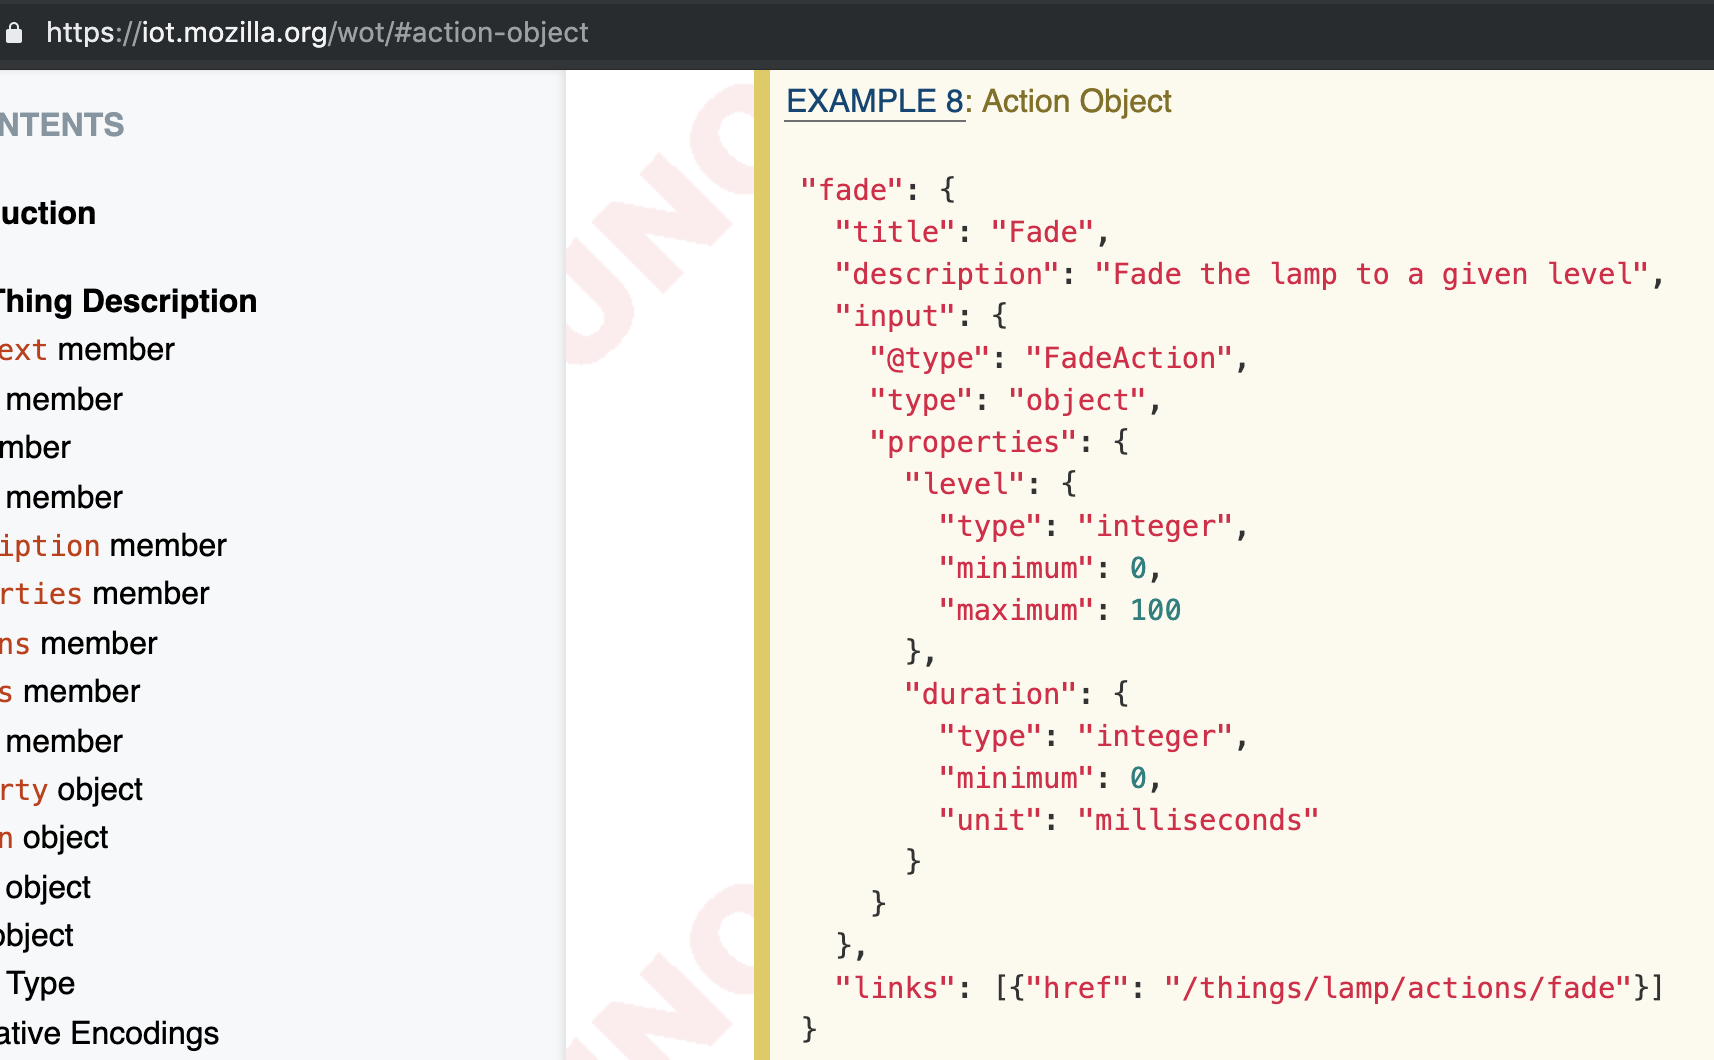 https://iot.mozilla.org/wot/#action-object
NTENTS
uction
Thing Description
ext member
member
mber
member
iption member
rties member
ns member
s member
member
rty object
n object
object
object
Type
ative Encodings
UNO
UNO
EXAMPLE 8: Action Object
"fade": {
"title": "Fade",
"description": "Fade the lamp to a given level",
"input": {
"@type": "FadeAction",
"type": "object",
"properties": {
"level": {
"type": "integer",
"minimum": 0,
"maximum": 100
},
"duration": {
"type": "integer",
"minimum": 0,
"unit": "milliseconds"
}
}
},
"links": [{"href": "/things/lamp/actions/fade"}]
}